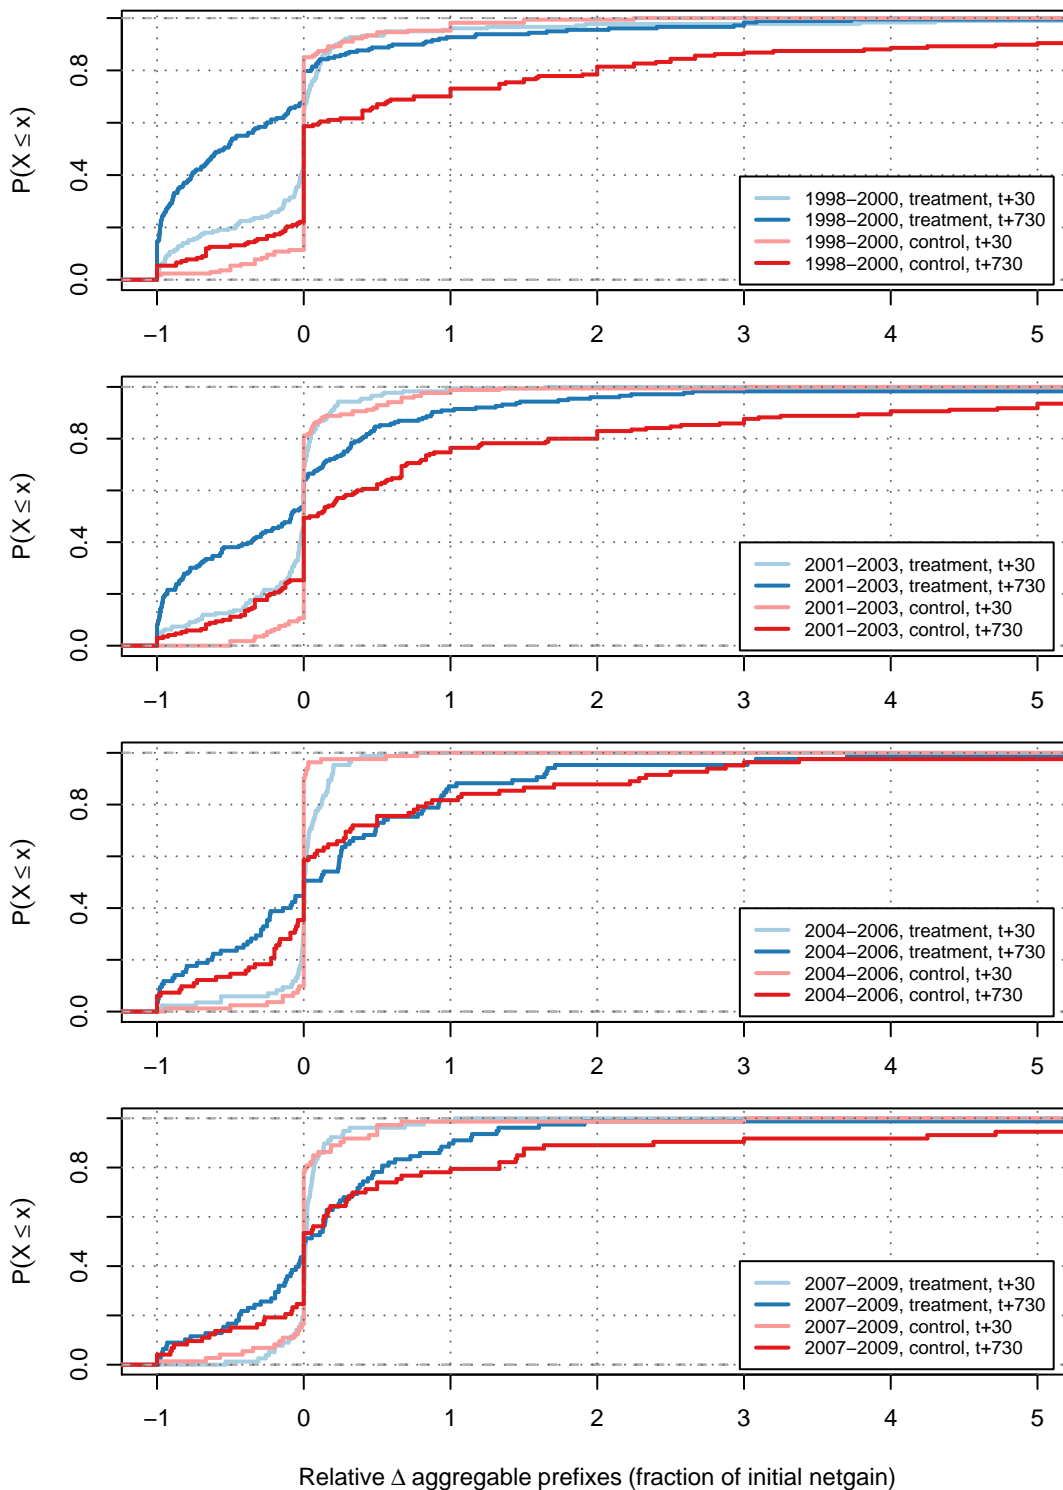 P(X ≤ x)
0.0 0.4 0.8
−1 0 1 2 3 4 5
1998−2000, treatment, t+30
1998−2000, treatment, t+730
1998−2000, control, t+30
1998−2000, control, t+730
P(X ≤ x)
0.0 0.4 0.8
−1 0 1 2 3 4 5
2001−2003, treatment, t+30
2001−2003, treatment, t+730
2001−2003, control, t+30
2001−2003, control, t+730
P(X ≤ x)
0.0 0.4 0.8
−1 0 1 2 3 4 5
2004−2006, treatment, t+30
2004−2006, treatment, t+730
2004−2006, control, t+30
2004−2006, control, t+730
P(X ≤ x)
0.0 0.4 0.8
−1 0 1 2 3 4 5
2007−2009, treatment, t+30
2007−2009, treatment, t+730
2007−2009, control, t+30
2007−2009, control, t+730
Relative Δ aggregable prefixes (fraction of initial netgain)